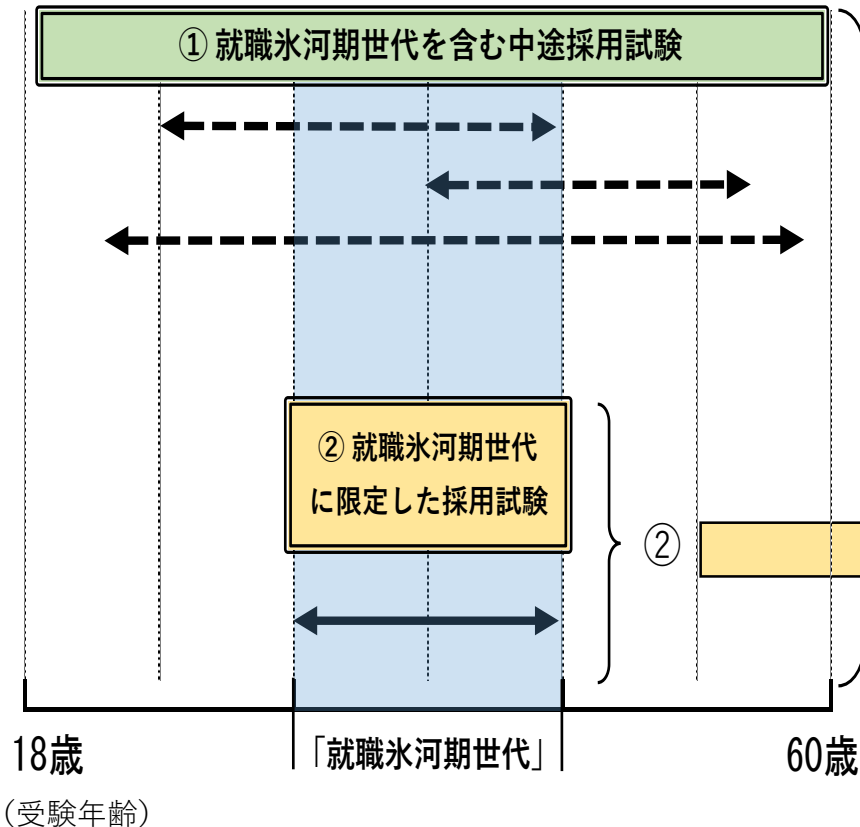 ① 就職氷河期世代を含む中途採用試験
② 就職氷河期世代
に限定した採用試験
②
18歳
「就職氷河期世代」
60歳
（受験年齢）